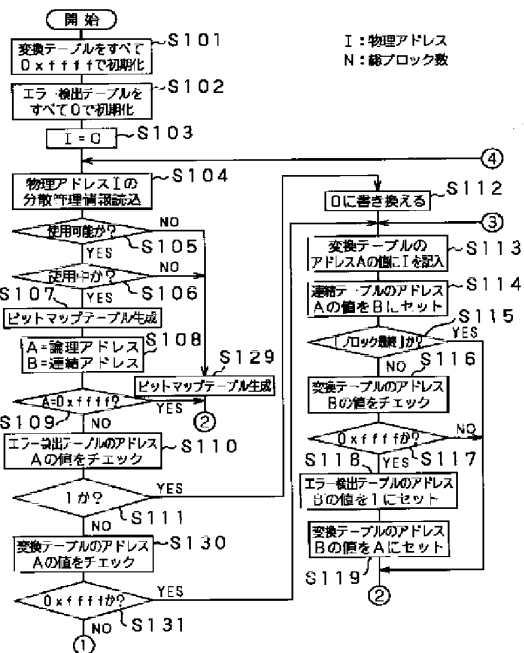 開始
I:物理アドレス
N:総ブロック数
変換テーブルをすべて
0xffffで初期化
S101
エラー検出テーブルを
すべて0で初期化
S102
I=0
S103
④
物理アドレスIの
分散管理情報読込
S104
使用可能か?
NO
S105
YES
使用中か?
NO
S106
S107
YES
ビットマップテーブル生成
A=論理アドレス
B=連結アドレス
S108
S129
ビットマップテーブル生成
A=0xffff?
YES
②
S109
NO
エラー検出テーブルのアドレス
Aの値をチェック
S110
1か?
YES
S111
NO
変換テーブルのアドレス
Aの値をチェック
S130
0xffffか?
YES
S131
NO
①
0に書き換える
S112
③
変換テーブルの
アドレスAの値にIを記入
S113
連結テーブルのアドレス
Aの値をBにセット
S114
「ブロック最終」か?
S115
YES
NO
S116
変換テーブルのアドレス
Bの値をチェック
0xffffか?
NO
S117
S118
YES
エラー検出テーブルのアドレス
Bの値を1にセット
変換テーブルのアドレス
Bの値をAにセット
S119
②